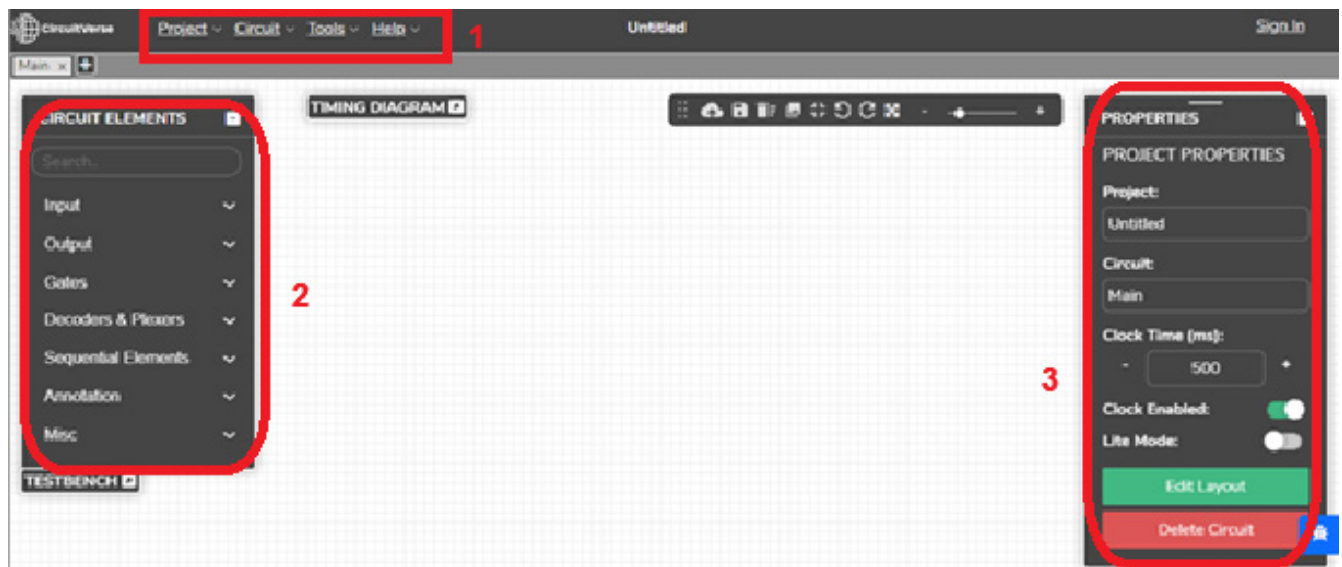 CircuitVerse Project Circuit Tools Help 1 Untitled Sign In
Main x +
CIRCUIT ELEMENTS
Search..
Input
Output
Gates
Decoders & Plexers
Sequential Elements
Annotation
Misc
2
TESTBENCH
TIMING DIAGRAM
- +
PROPERTIES
PROJECT PROPERTIES
Project:
Untitled
Circuit:
Main
Clock Time (ms):
- 500 +
Clock Enabled:
Lite Mode:
Edit Layout
Delete Circuit
3